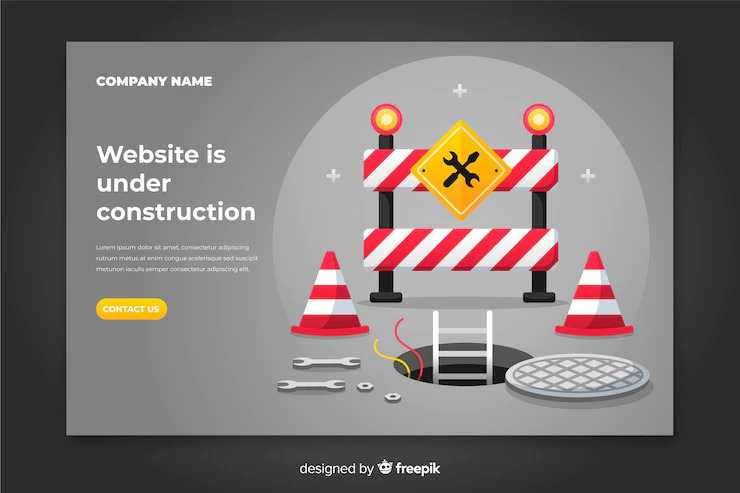 COMPANY NAME
Website is
under
construction
Lorem ipsum dolor sit amet, consectetur adipiscing
rutrum metus at enim congue scelerisque. Sed suscipit
metunon iaculis semper consectetur adipiscing elit.
CONTACT US
designed by freepik